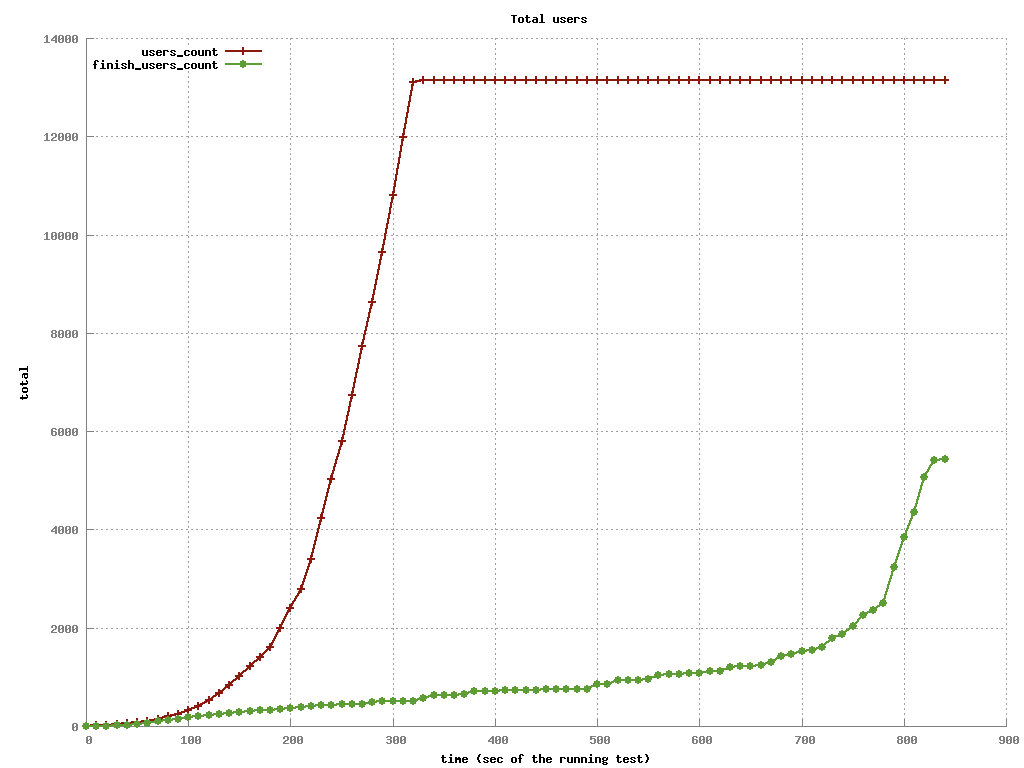 Total users
14000
users_count
finish_users_count
12000
10000
8000
total
6000
4000
2000
0
0 100 200 300 400 500 600 700 800 900
time (sec of the running test)